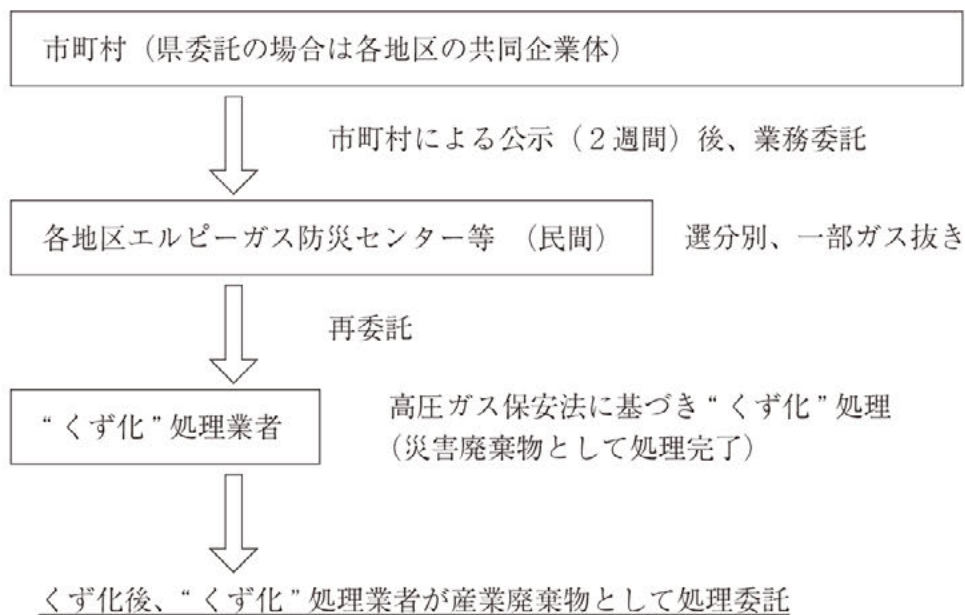 市町村（県委託の場合は各地区の共同企業体）
市町村による公示（２週間）後、業務委託
各地区エルピーガス防災センター等　（民間）
選分別、一部ガス抜き
再委託
“くず化”処理業者
高圧ガス保安法に基づき“くず化”処理
（災害廃棄物として処理完了）
くず化後、“くず化”処理業者が産業廃棄物として処理委託